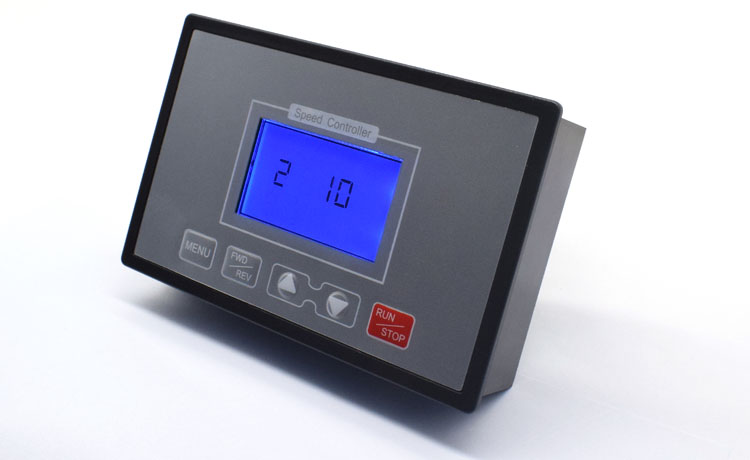 Speed Controller
2 10
MENU
FWD
REV
RUN
STOP